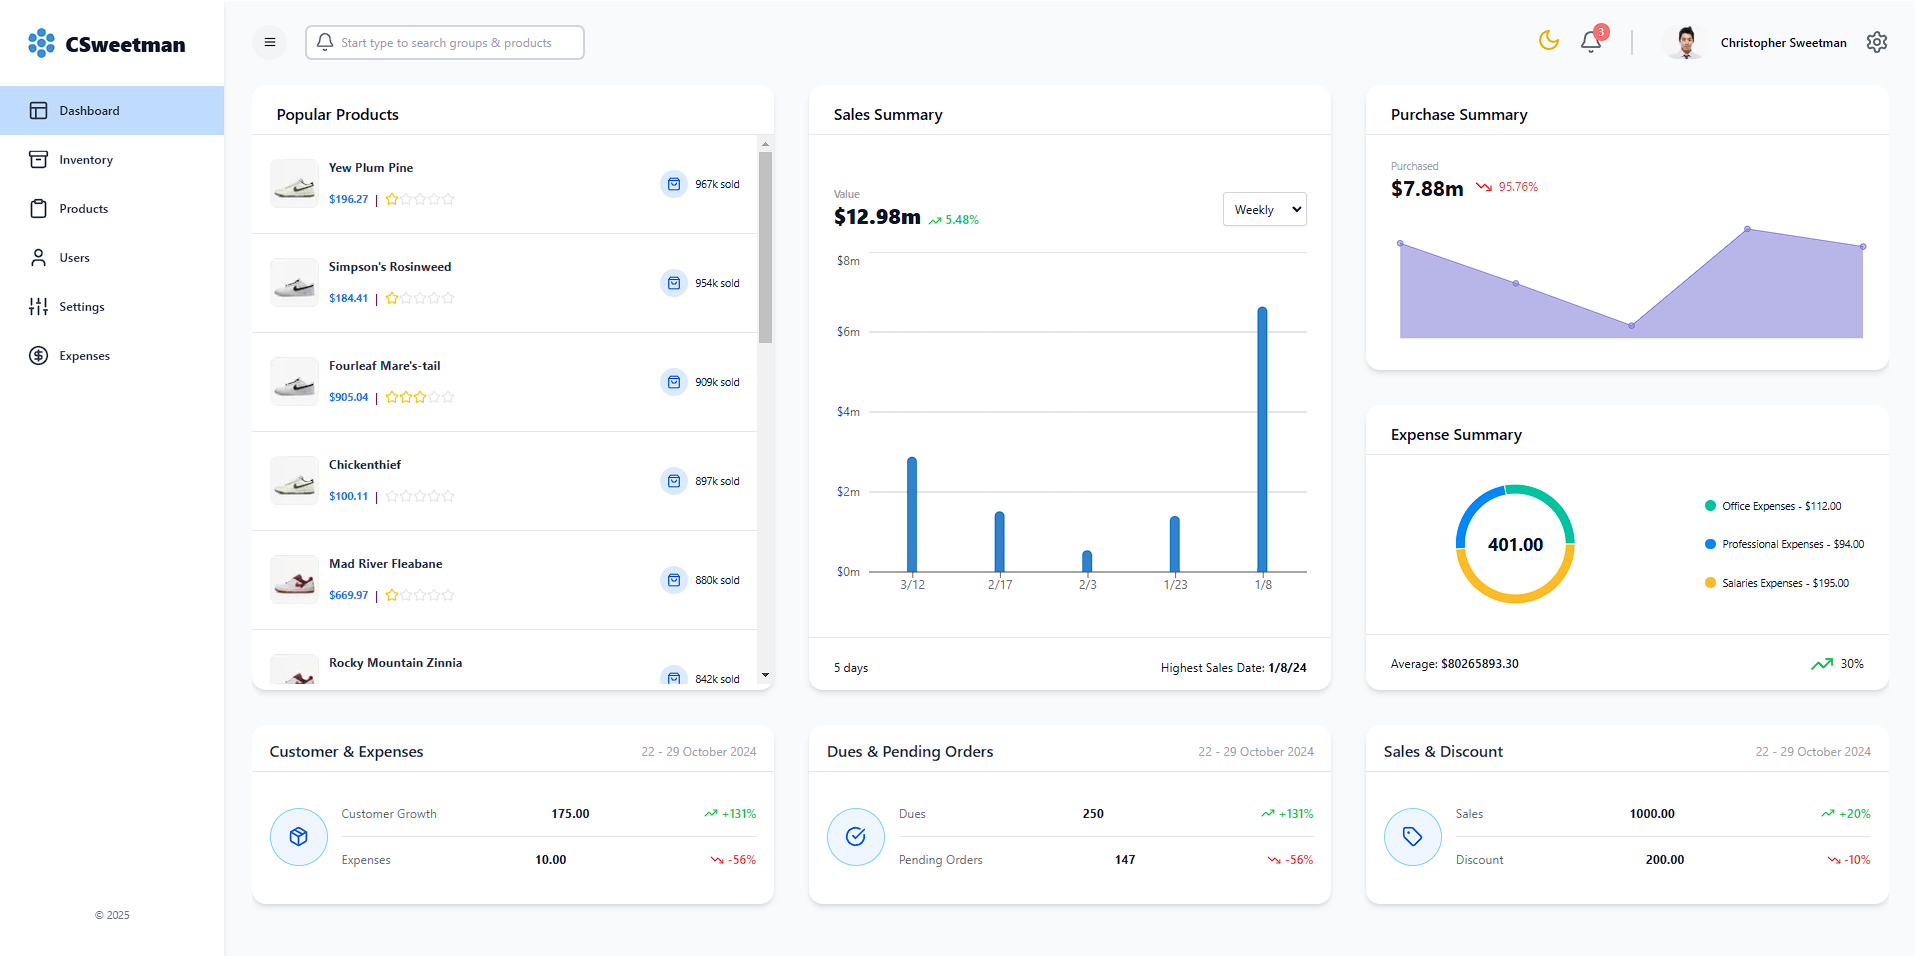 CSweetman
Start type to search groups & products
3
Christopher Sweetman
Dashboard
Inventory
Products
Users
Settings
Expenses
© 2025
Popular Products
Yew Plum Pine
$196.27 |
967k sold
Simpson's Rosinweed
$184.41 |
954k sold
Fourleaf Mare's-tail
$905.04 |
909k sold
Chickenthief
$100.11 |
897k sold
Mad River Fleabane
$669.97 |
880k sold
Rocky Mountain Zinnia
842k sold
Sales Summary
Value
$12.98m 5.48%
Weekly
$8m
$6m
$4m
$2m
$0m
3/12 2/17 2/3 1/23 1/8
5 days
Highest Sales Date: 1/8/24
Purchase Summary
Purchased
$7.88m 95.76%
Expense Summary
401.00
Office Expenses - $112.00
Professional Expenses - $94.00
Salaries Expenses - $195.00
Average: $80265893.30
30%
Customer & Expenses 22 - 29 October 2024
Customer Growth 175.00 +131%
Expenses 10.00 -56%
Dues & Pending Orders 22 - 29 October 2024
Dues 250 +131%
Pending Orders 147 -56%
Sales & Discount 22 - 29 October 2024
Sales 1000.00 +20%
Discount 200.00 -10%